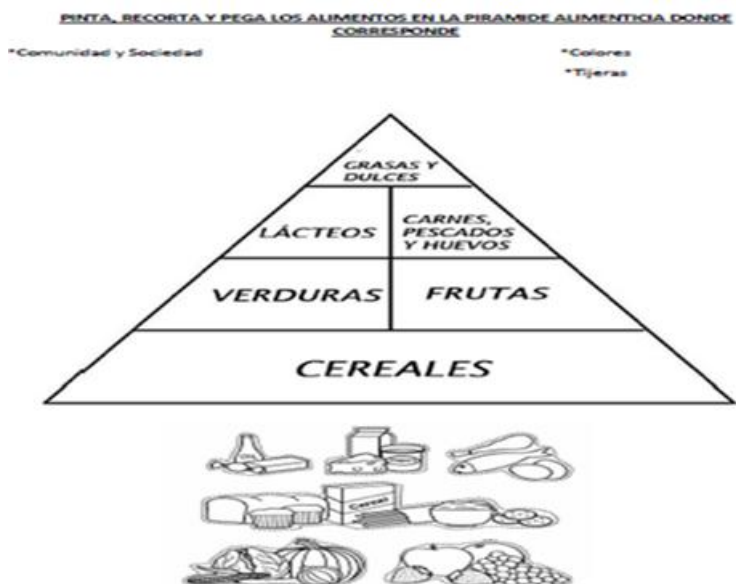 PINTA, RECORTA Y PEGA LOS ALIMENTOS EN LA PIRAMIDE ALIMENTICIA DONDE
CORRESPONDE
*Comunidad y Sociedad
*Colores
*Tijeras
GRASAS Y
DULCES
LÁCTEOS
CARNES,
PESCADOS
Y HUEVOS
VERDURAS
FRUTAS
CEREALES
Cereal